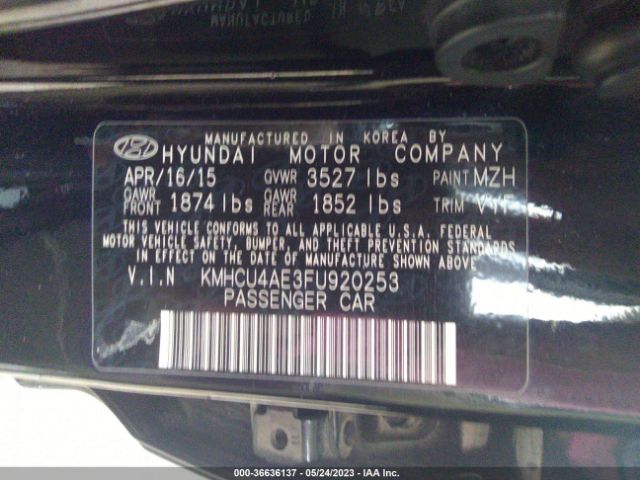 MANUFACTURED IN KOREA BY
HYUNDAI MOTOR COMPANY
APR/16/15 GVWR 3527 lbs PAINT MZH
GAWR FRONT 1874 lbs GAWR REAR 1852 lbs TRIM VYF
THIS VEHICLE CONFORMS TO ALL APPLICABLE U.S.A. FEDERAL
MOTOR VEHICLE SAFETY, BUMPER, AND THEFT PREVENTION STANDARDS
IN EFFECT ON THE DATE OF MANUFACTURE SHOWN ABOVE
V.I.N KMHCU4AE3FU920253
PASSENGER CAR
000-36636137 - 05/24/2023 - IAA Inc.